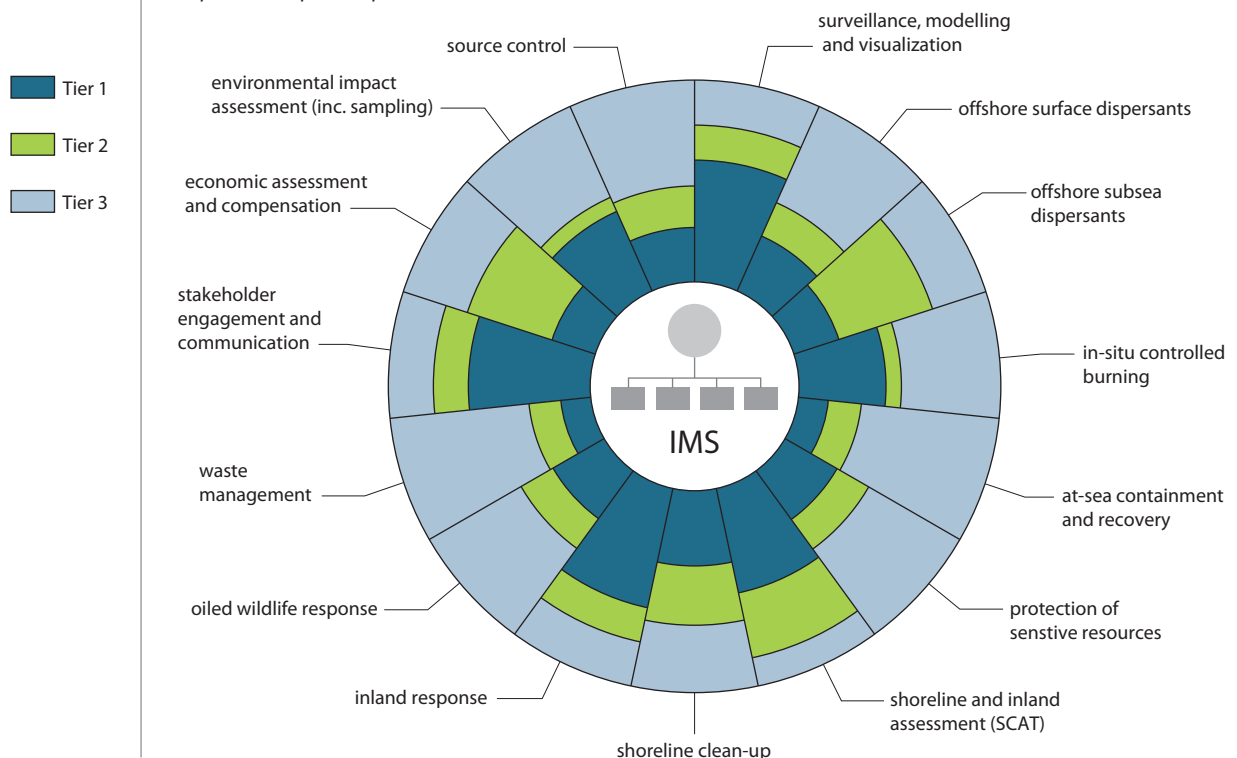 surveillance, modelling
and visualization
source control
environmental impact
assessment (inc. sampling)
offshore surface dispersants
Tier 1
Tier 2
Tier 3
economic assessment
and compensation
offshore subsea
dispersants
stakeholder
engagement and
communication
in-situ controlled
burning
IMS
waste
management
at-sea containment
and recovery
oiled wildlife response
protection of
senstive resources
inland response
shoreline and inland
assessment (SCAT)
shoreline clean-up